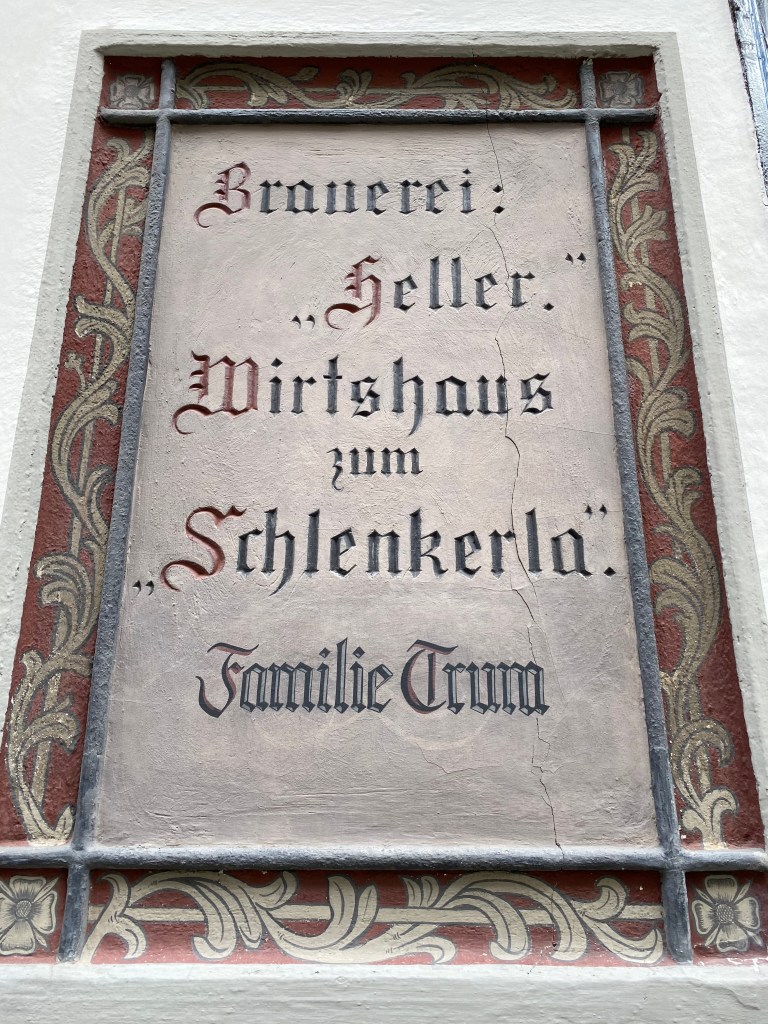 Brauerei:
„Heller.”
Wirtshaus
zum
„Schlenkerla”.
Familie Trum